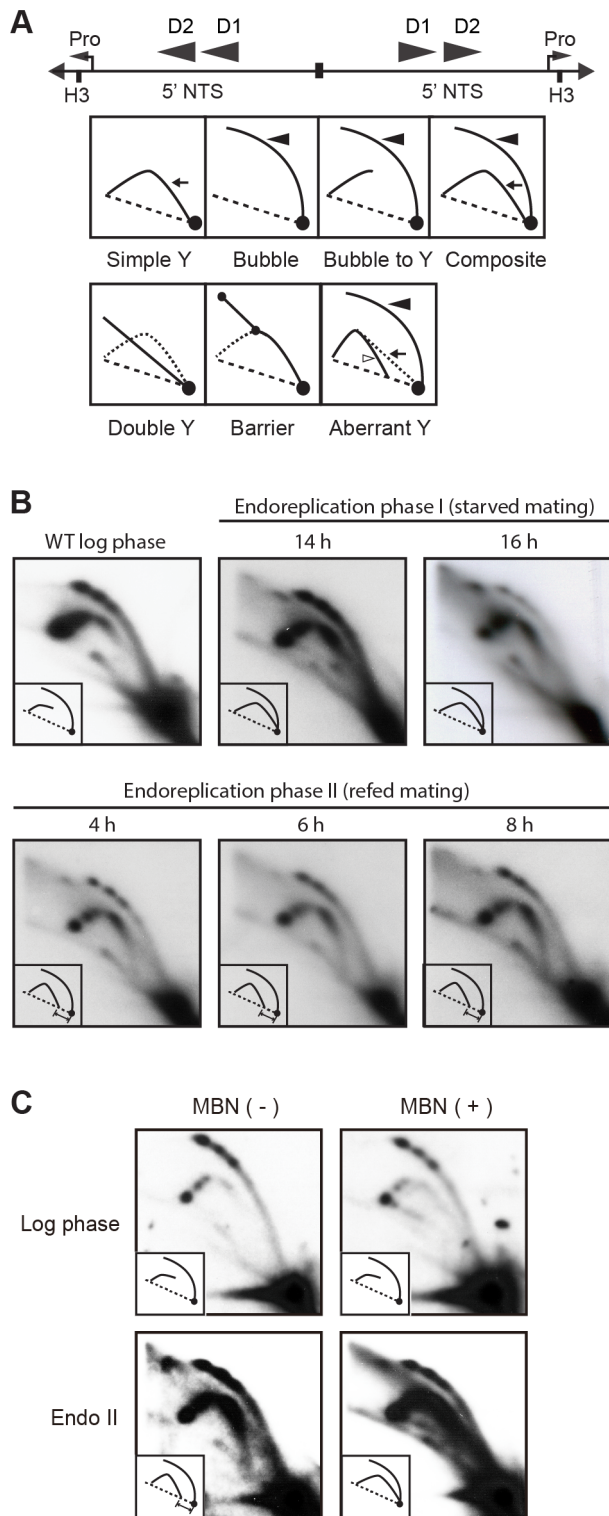 A
D2 D1 D1 D2
Pro Pro
H3 5' NTS 5' NTS H3
Simple Y Bubble Bubble to Y Composite
Double Y Barrier Aberrant Y
B
Endoreplication phase I (starved mating)
WT log phase 14 h 16 h
Endoreplication phase II (refed mating)
4 h 6 h 8 h
C
MBN ( - ) MBN ( + )
Log phase
Endo II